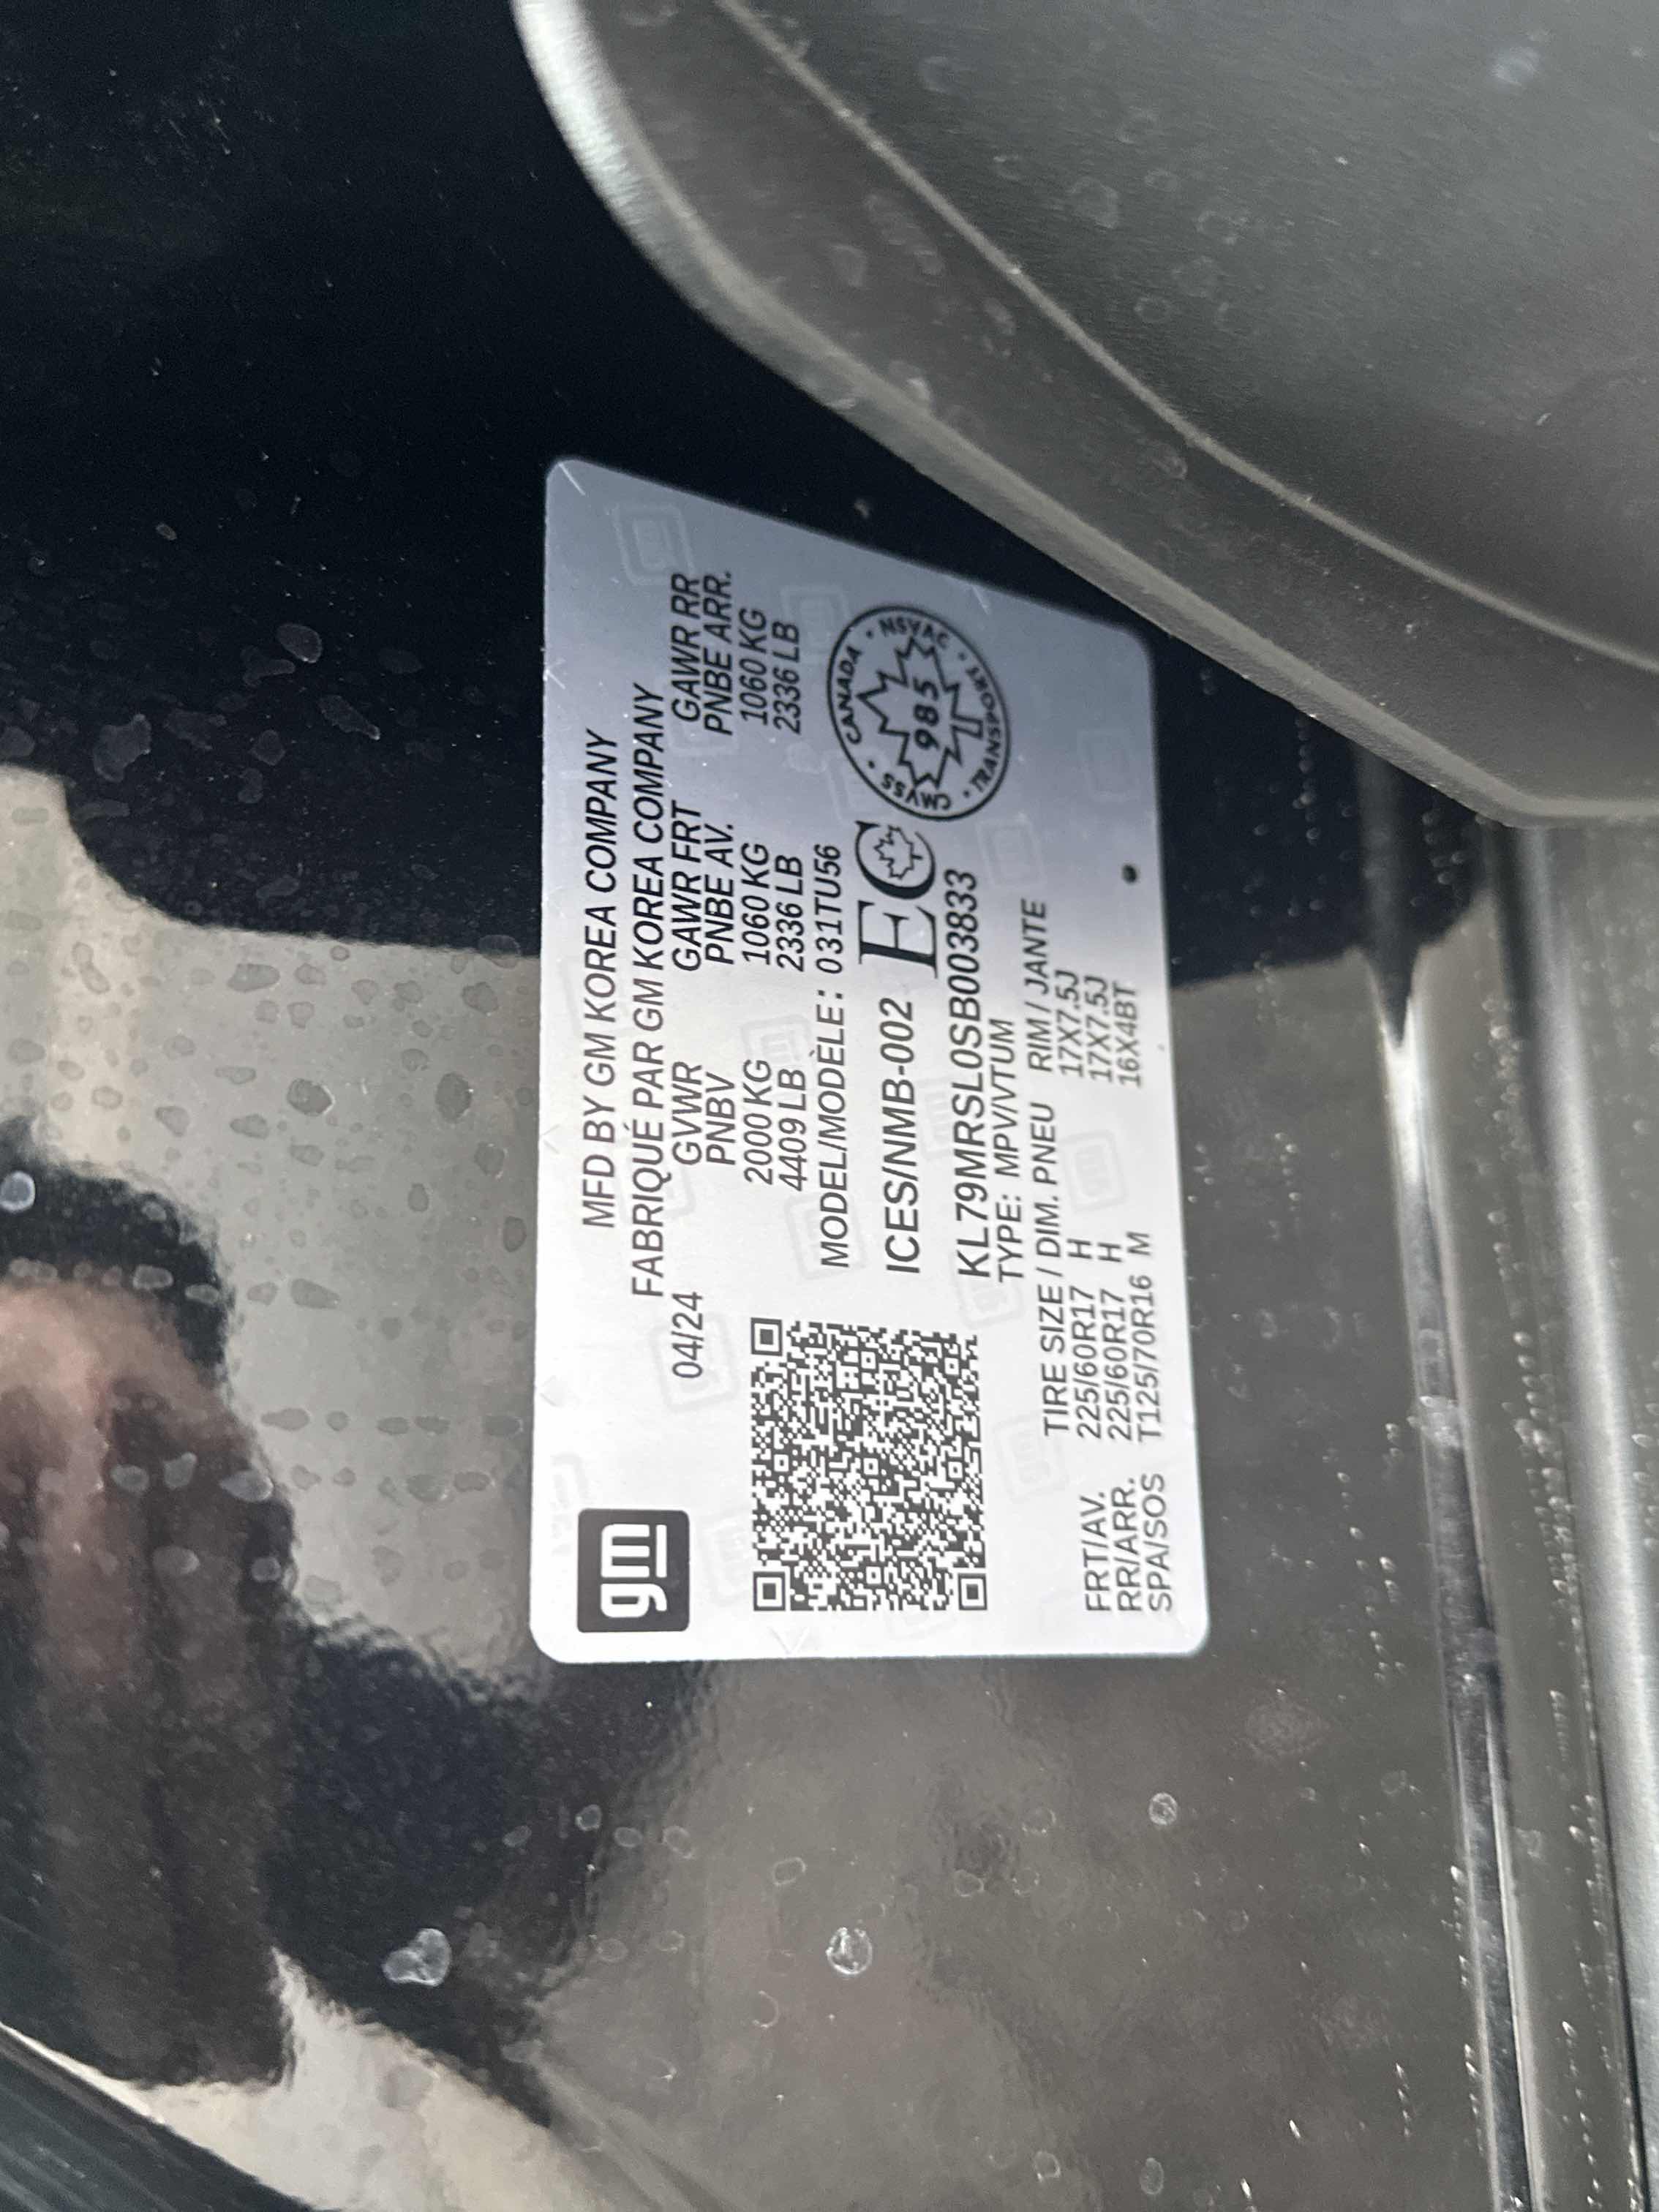 gm
MFD BY GM KOREA COMPANY
FABRIQUÉ PAR GM KOREA COMPANY
04/24 GVWR GAWR FRT GAWR RR
PNBV PNBE AV. PNBE ARR.
2000 KG 1060 KG 1060 KG
4409 LB 2336 LB 2336 LB
MODEL/MODÈLE: 031TU56
ICES/NMB-002 EC
CANADA · NSVAC · TRANSPORT · CMVSS
985
KL79MRSL0SB003833
TYPE: MPV/VTUM
TIRE SIZE / DIM. PNEU RIM / JANTE
FRT/AV. 225/60R17 H 17X7.5J
RR/ARR. 225/60R17 H 17X7.5J
SPA/SOS T125/70R16 M 16X4BT